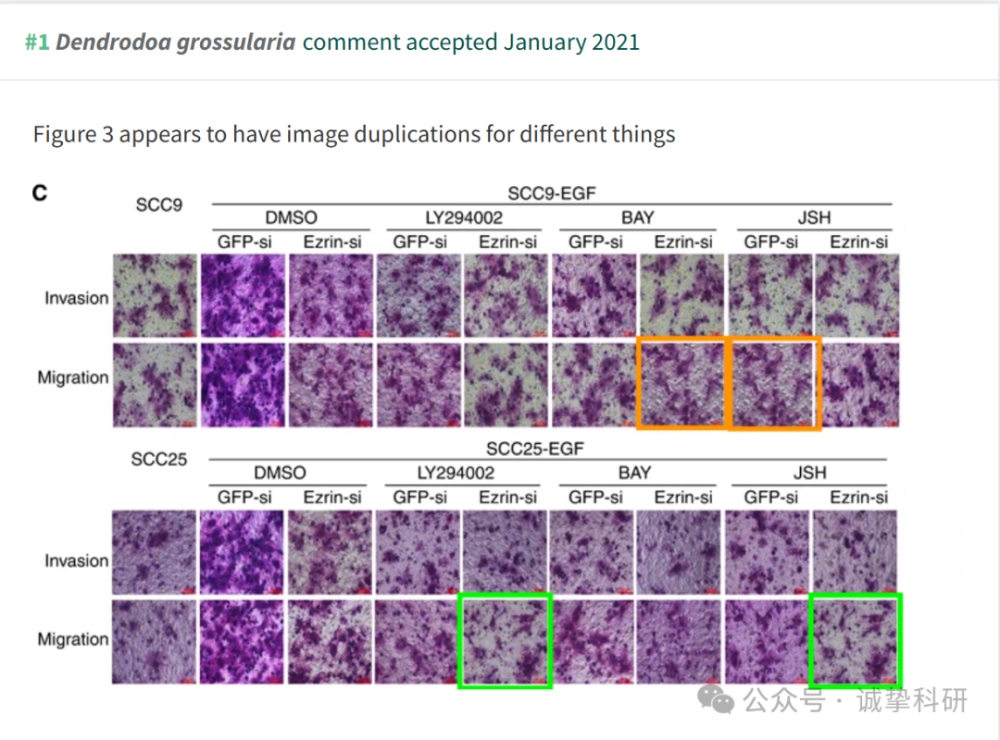 #1 Dendrodoa grossularia comment accepted January 2021
Figure 3 appears to have image duplications for different things
C
SCC9
SCC9-EGF
DMSO LY294002 BAY JSH
GFP-si Ezrin-si GFP-si Ezrin-si GFP-si Ezrin-si GFP-si Ezrin-si
Invasion
Migration
SCC25
SCC25-EGF
DMSO LY294002 BAY JSH
GFP-si Ezrin-si GFP-si Ezrin-si GFP-si Ezrin-si GFP-si Ezrin-si
Invasion
Migration
公众号 · 诚挚科研